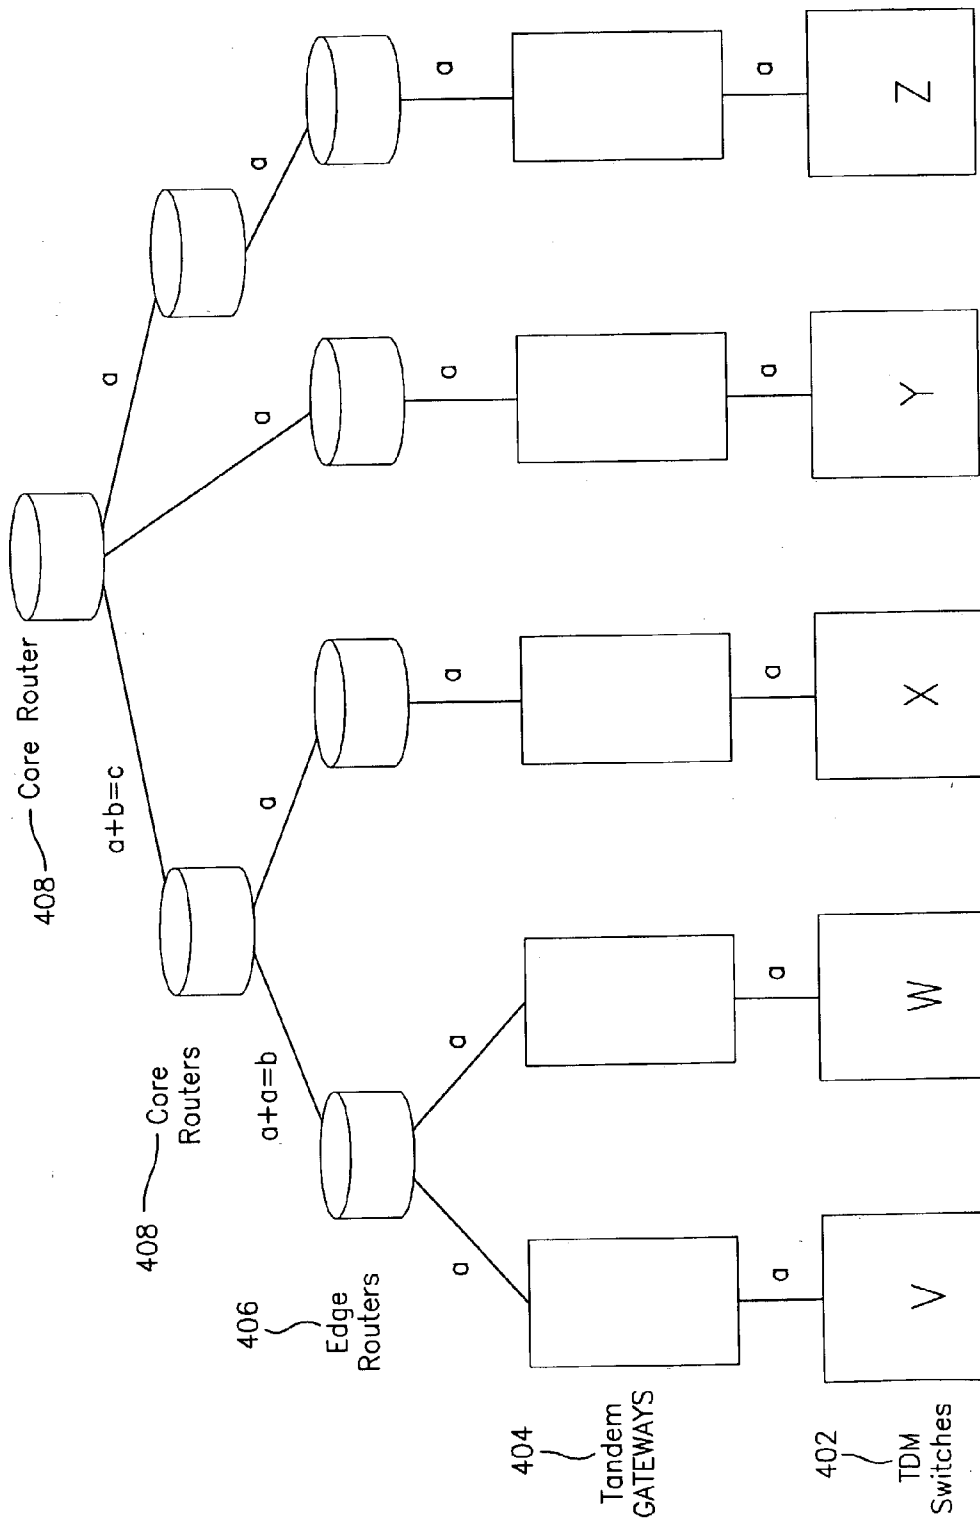 408 Core Router
a+b=c
a
a
a
408 Core
Routers
a+a=b
a
406
Edge
Routers
a
a
a
a
a
404
Tandem
GATEWAYS
a
a
a
a
a
402
TDM
Switches
V
W
X
Y
Z